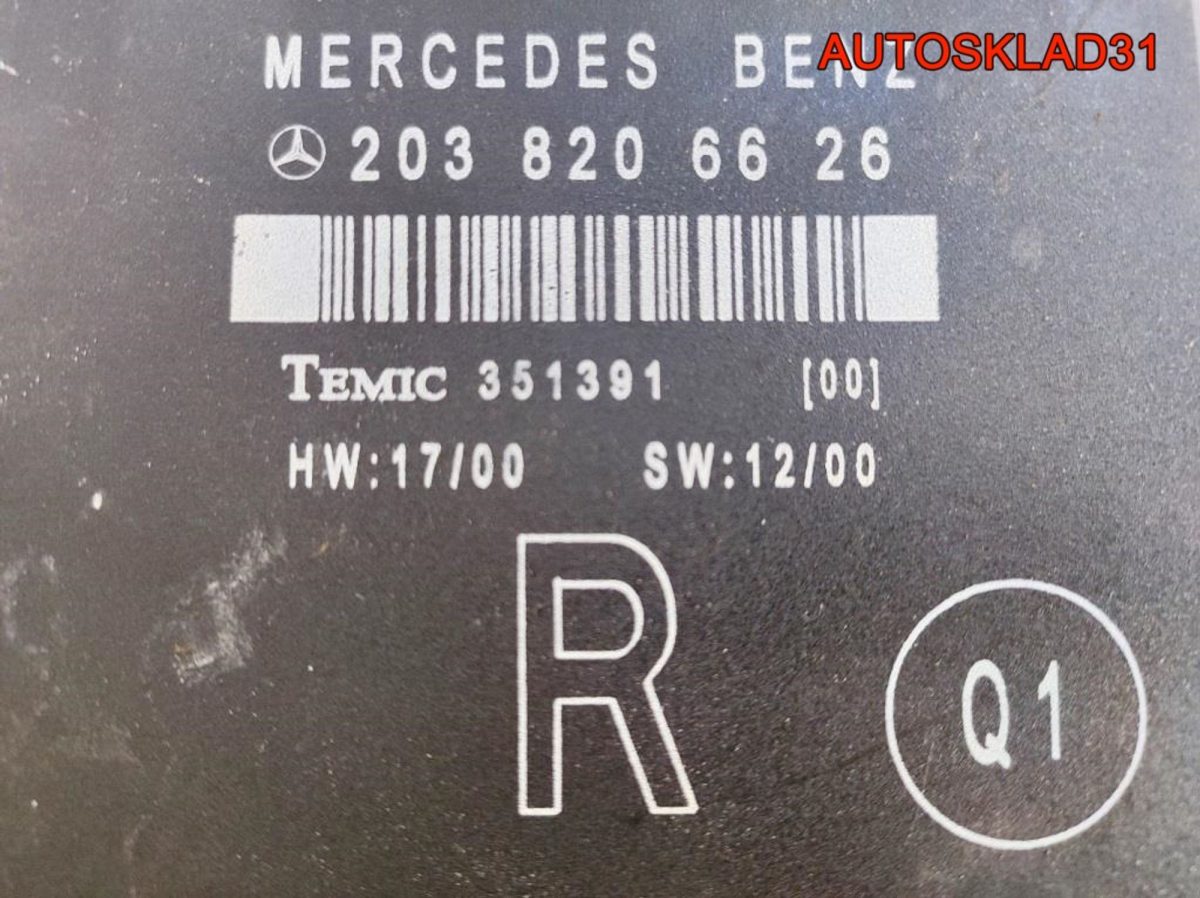 MERCEDES BENZ
AUTOSKLAD31
203 820 66 26
TEMIC 351391 [00]
HW:17/00 SW:12/00
R
Q1